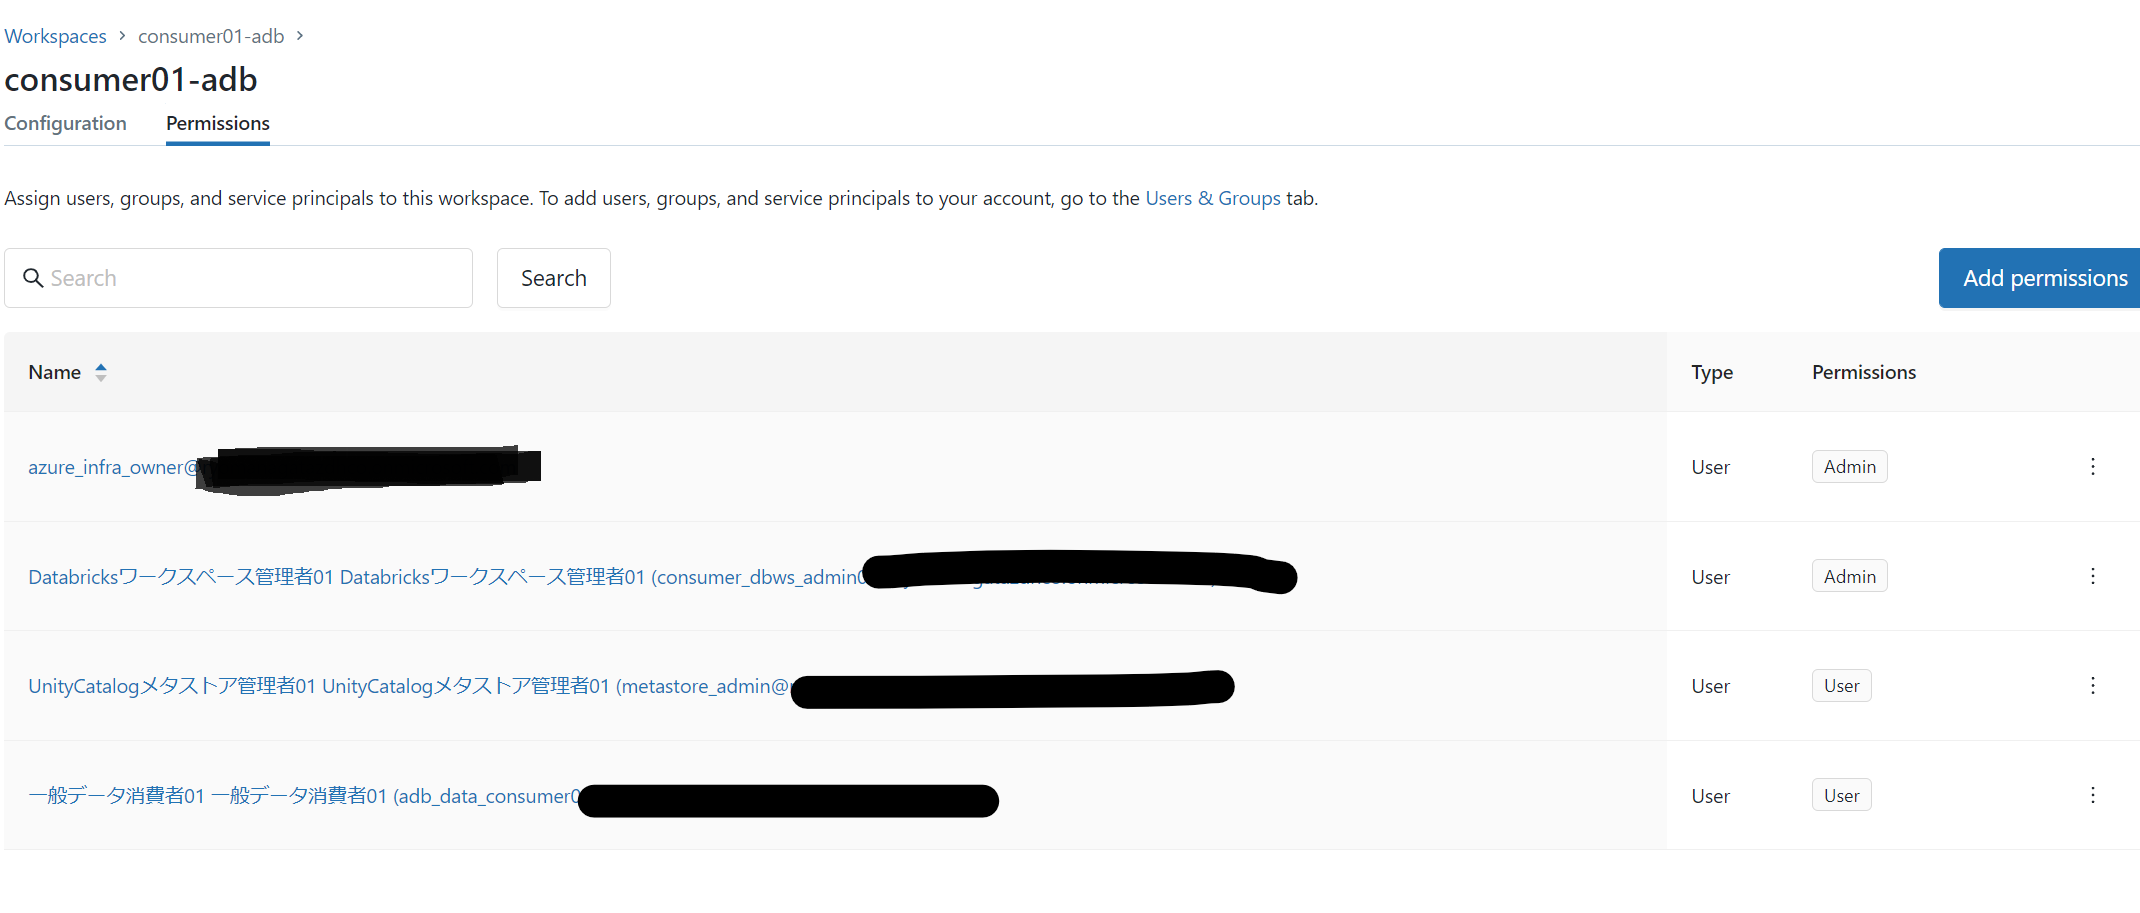 Workspaces > consumer01-adb >
consumer01-adb
Configuration Permissions
Assign users, groups, and service principals to this workspace. To add users, groups, and service principals to your account, go to the Users & Groups tab.
Search Search Add permissions
Name Type Permissions
azure_infra_owner@ User Admin
Databricksワークスペース管理者01 Databricksワークスペース管理者01 (consumer_dbws_admin0 User Admin
UnityCatalogメタストア管理者01 UnityCatalogメタストア管理者01 (metastore_admin@ User User
一般データ消費者01 一般データ消費者01 (adb_data_consumer0 User User